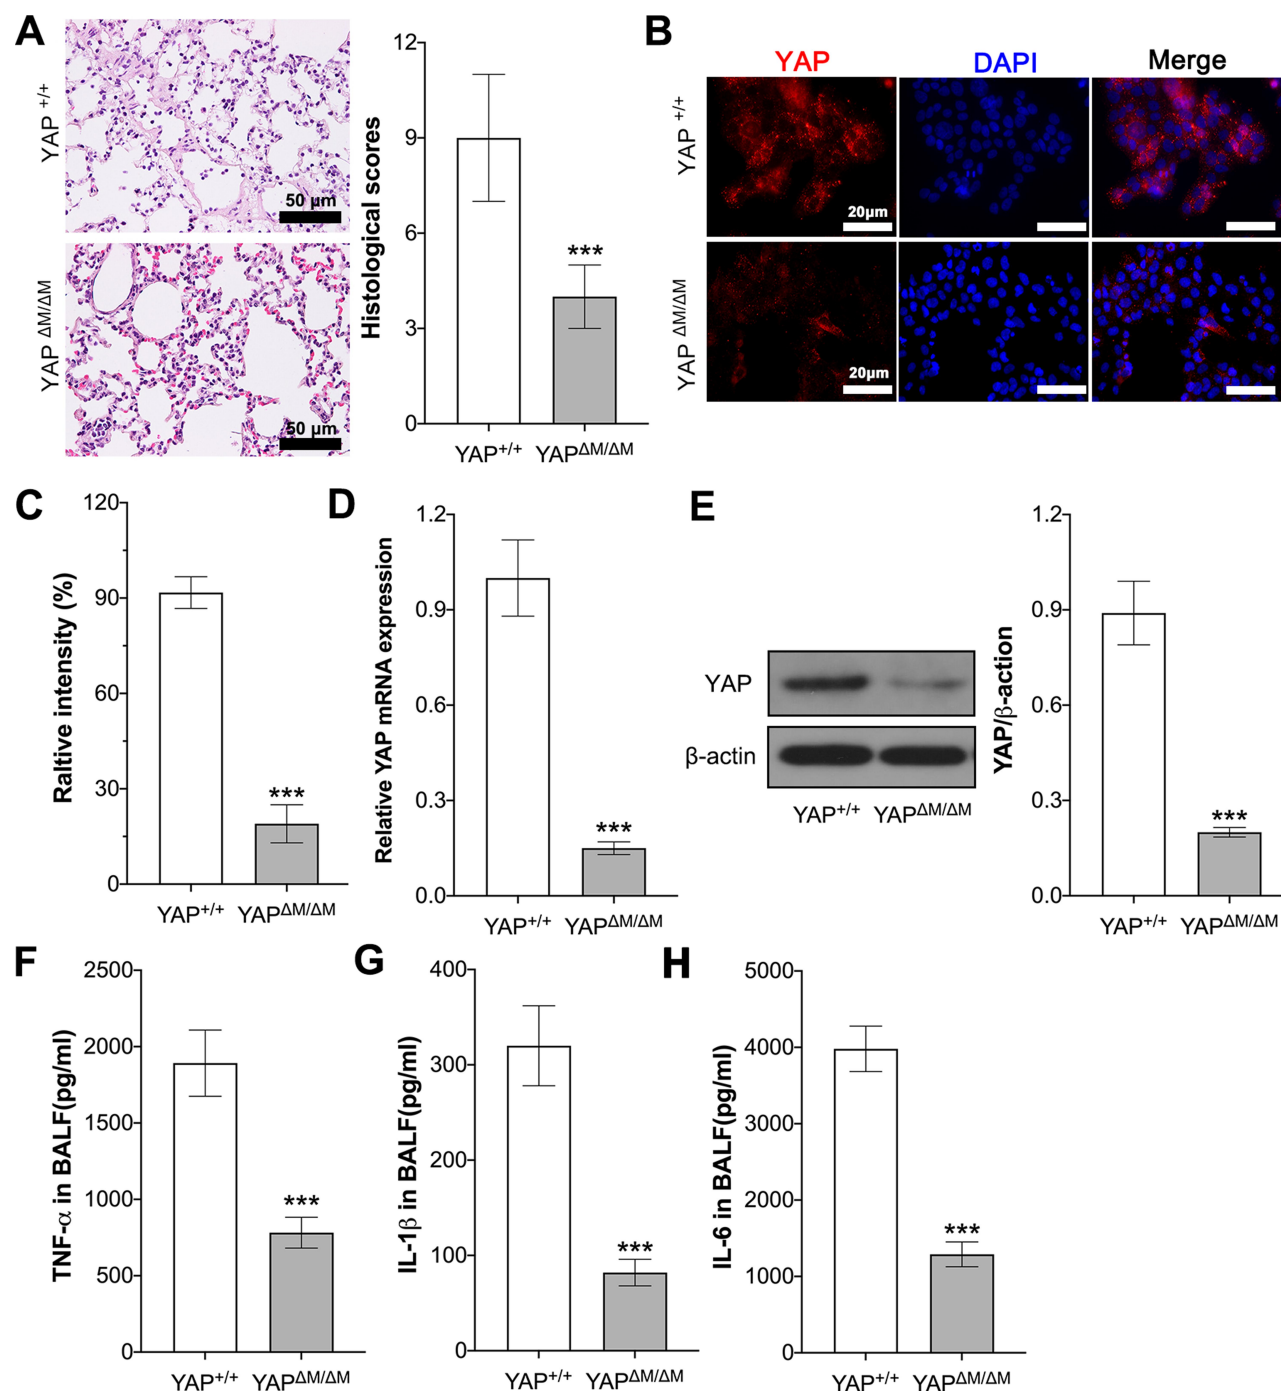 A
YAP +/+
50 µm
YAP ΔM/ΔM
50 µm
Histological scores
12
9
6
3
0
***
YAP+/+ YAPΔM/ΔM
B
YAP DAPI Merge
YAP +/+
20µm
YAP ΔM/ΔM
20µm
C
Raltive intensity (%)
120
90
60
30
0
***
YAP+/+ YAPΔM/ΔM
D
Relative YAP mRNA expression
1.2
0.9
0.6
0.3
0.0
***
YAP+/+ YAPΔM/ΔM
E
YAP
β-actin
YAP+/+ YAPΔM/ΔM
YAP/β-action
1.2
0.9
0.6
0.3
0.0
***
YAP+/+ YAPΔM/ΔM
F
TNF-α in BALF(pg/ml)
2500
2000
1500
1000
500
0
***
YAP+/+ YAPΔM/ΔM
G
IL-1β in BALF(pg/ml)
400
300
200
100
0
***
YAP+/+ YAPΔM/ΔM
H
IL-6 in BALF(pg/ml)
5000
4000
3000
2000
1000
0
***
YAP+/+ YAPΔM/ΔM